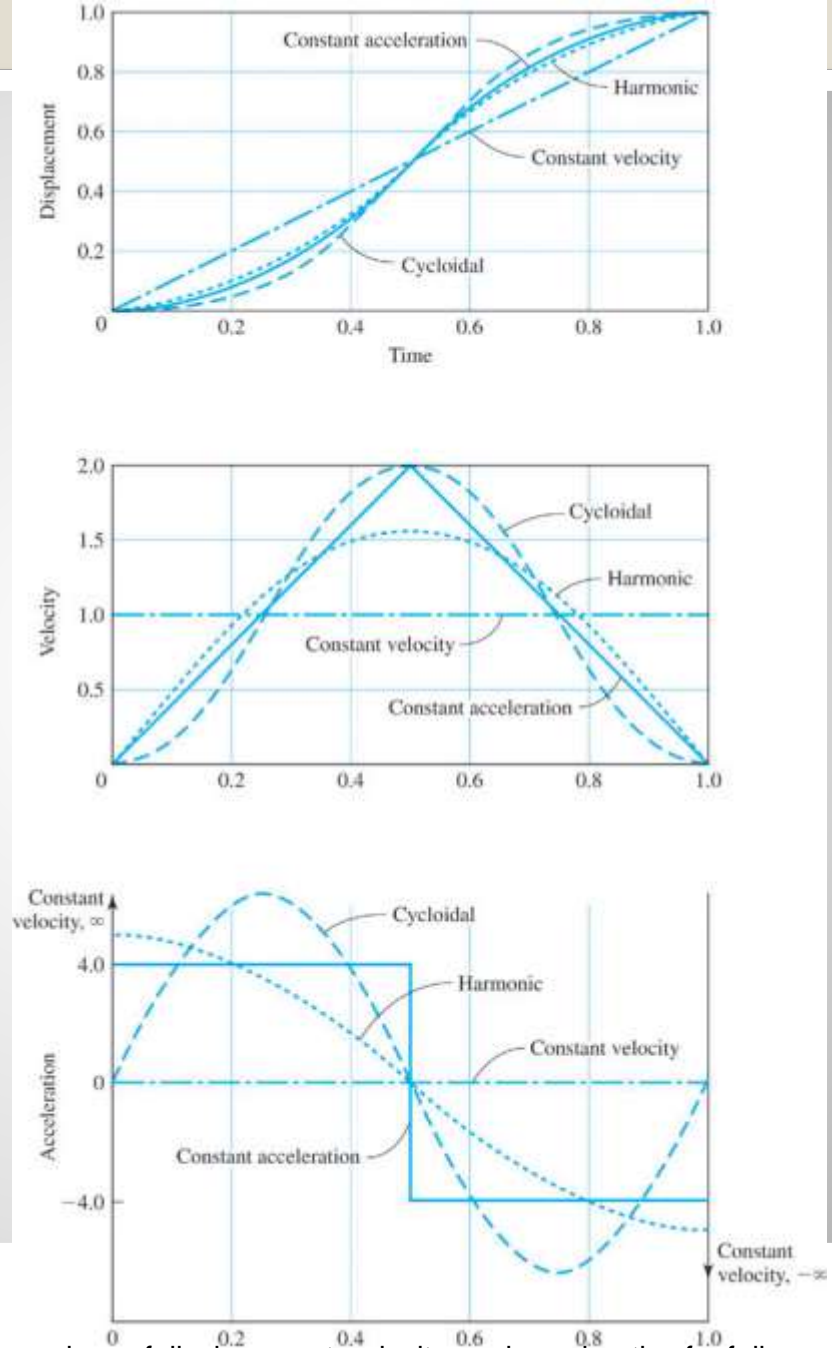 1.0
Constant acceleration
0.8
Harmonic
Displacement
0.6
Constant velocity
0.4
0.2
Cycloidal
0 0.2 0.4 0.6 0.8 1.0
Time
2.0
Cycloidal
1.5
Harmonic
Velocity
1.0
Constant velocity
0.5
Constant acceleration
0 0.2 0.4 0.6 0.8 1.0
Constant
velocity, ∞
Cycloidal
4.0
Harmonic
Constant velocity
0
Acceleration
Constant acceleration
−4.0
Constant
velocity, −∞
0 0.2 0.4 0.6 0.8 1.0